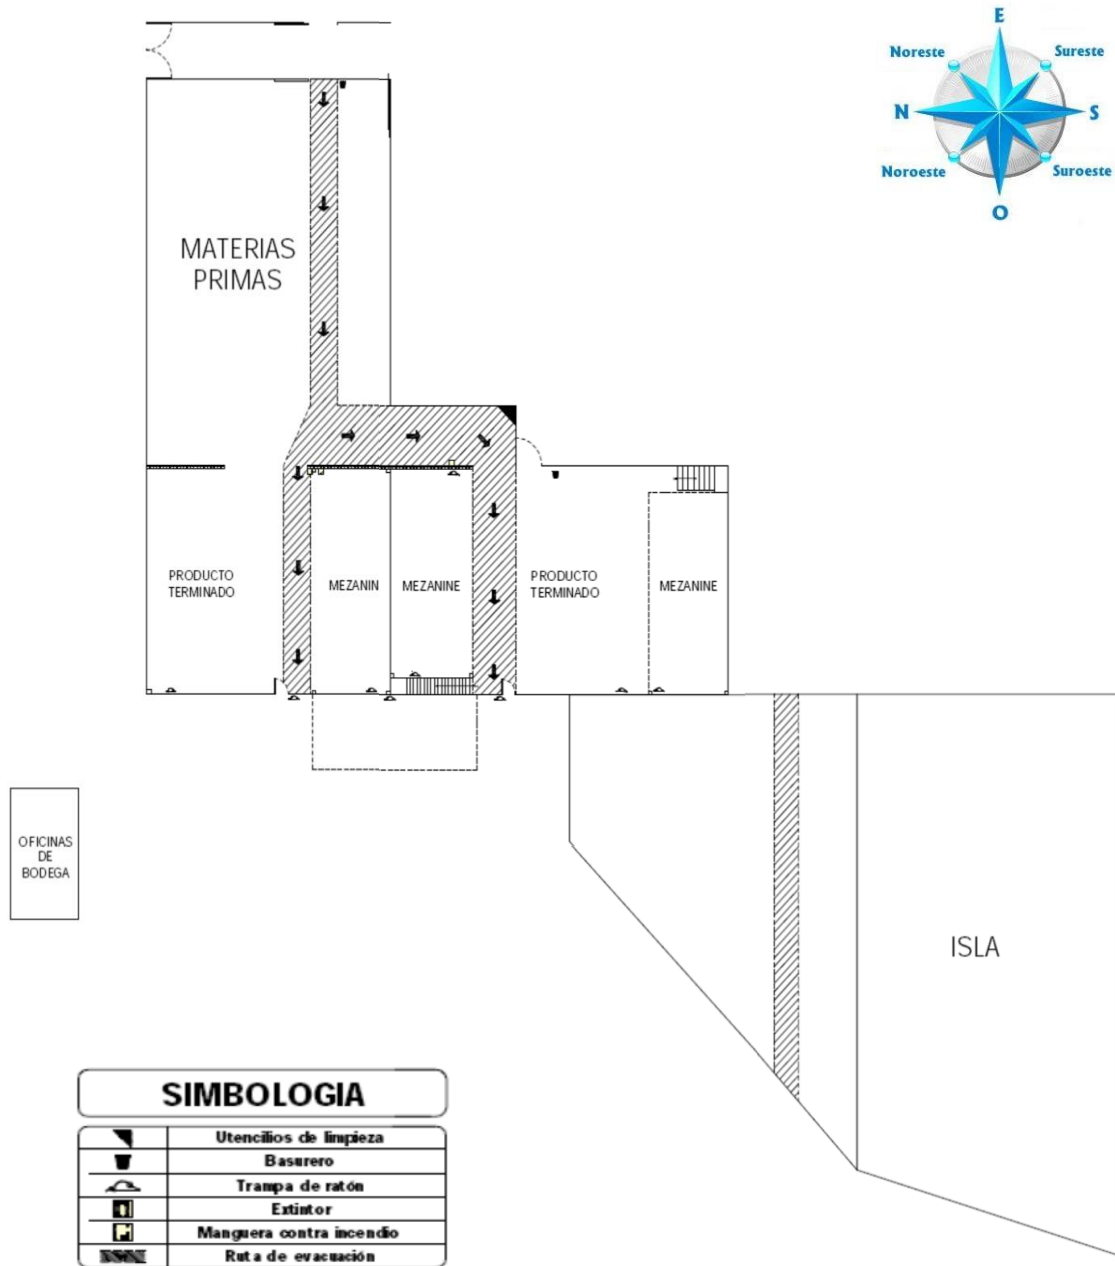 E
Noreste
Sureste
N
S
Noroeste
Suroeste
O
MATERIAS
PRIMAS
PRODUCTO
TERMINADO
MEZANIN
MEZANINE
PRODUCTO
TERMINADO
MEZANINE
OFICINAS
DE
BODEGA
ISLA
SIMBOLOGIA
Utencilios de limpieza
Basurero
Trampa de ratón
Extintor
Manguera contra incendio
Ruta de evacuación